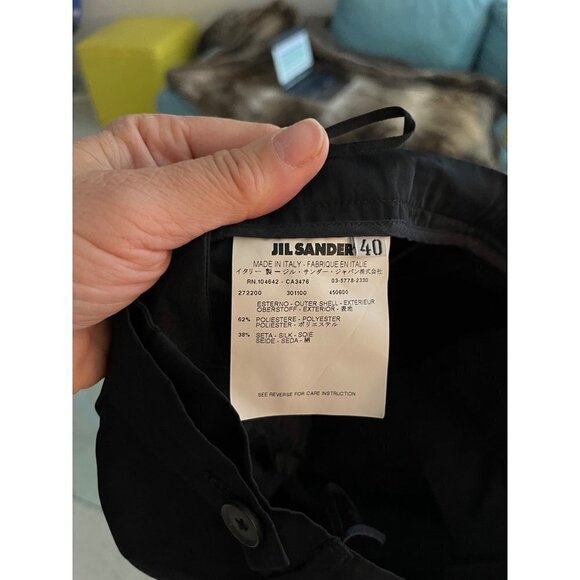 JIL SANDER 40
MADE IN ITALY - FABRIQUE EN ITALIE
イタリー製 ー ジル・サンダー・ジャパン株式会社
RN.104642 - CA3476 03-5778-2330
272200 301100 450600
ESTERNO - OUTER SHELL - EXTERIEUR
OBERSTOFF - EXTERIOR - 表地
62% POLIESTERE - POLYESTER
POLIESTER - ポリエステル
38% SETA - SILK - SOIE
SEIDE - SEDA - 絹
SEE REVERSE FOR CARE INSTRUCTION